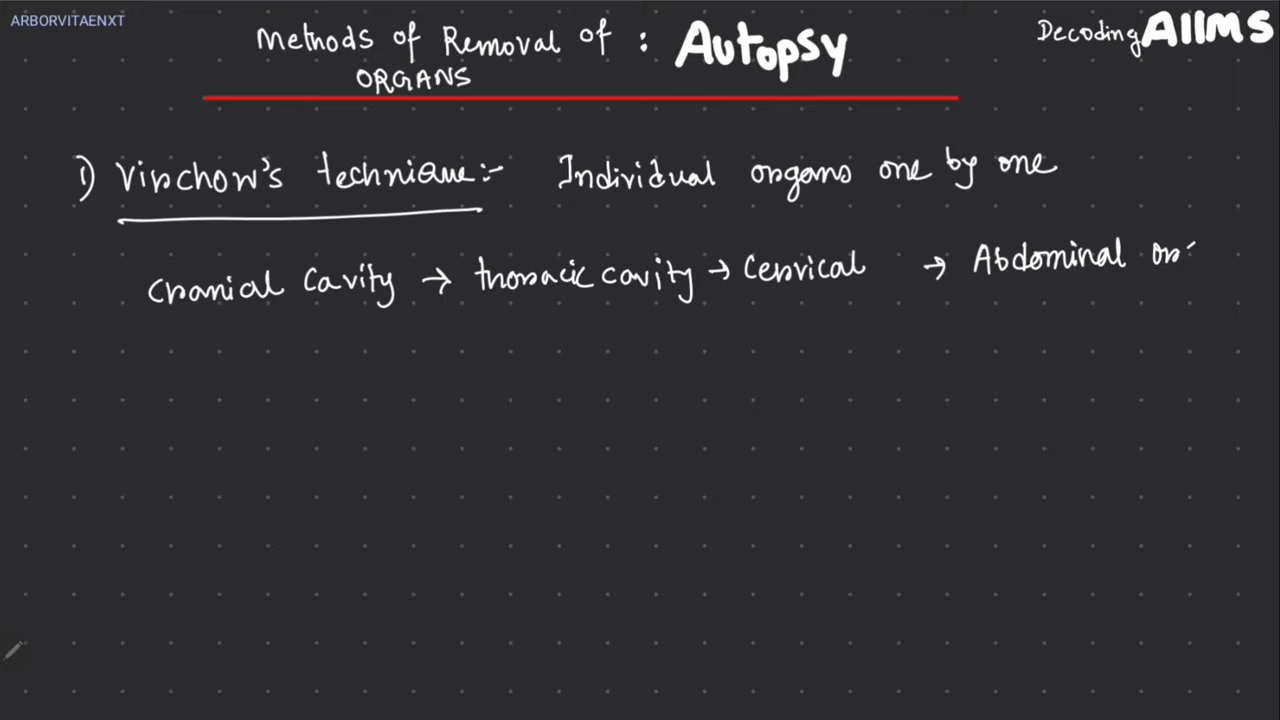 ARBORVITAENXT
Decoding AIIMS
Methods of Removal of : Autopsy
ORGANS
1) Virchow's technique:- Individual organs one by one
Cranial Cavity → thoracic cavity → Cervical → Abdominal or